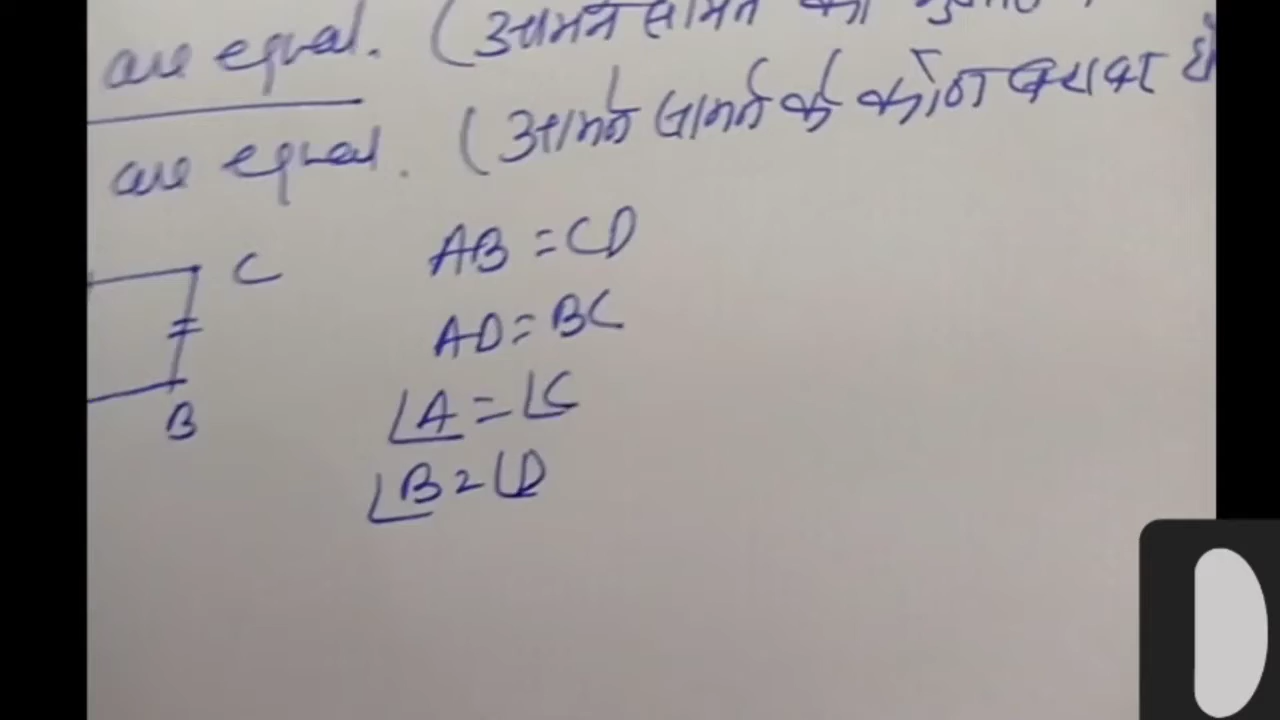 are equal. (आमने सामने की
are equal. (आमने सामने के कोण बराबर
C
AB = CD
AD = BC
B
∠A = ∠C
∠B = ∠D